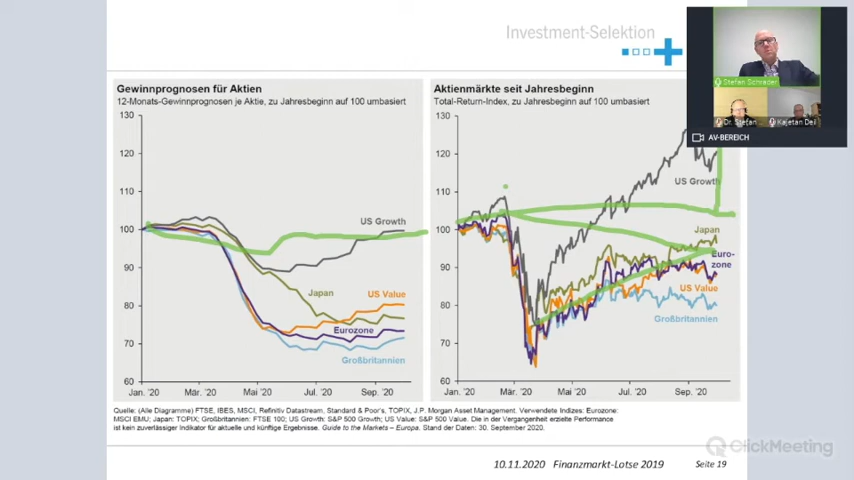 Investment-Selektion
Gewinnprognosen für Aktien
12-Monats-Gewinnprognosen je Aktie, zu Jahresbeginn auf 100 umbasiert
130
120
110
100
90
80
70
60
US Growth
Japan
US Value
Eurozone
Großbritannien
Jan. '20 Mär. '20 Mai '20 Jul. '20 Sep. '20
Aktienmärkte seit Jahresbeginn
Total-Return-Index, zu Jahresbeginn auf 100 umbasiert
130
120
110
100
90
80
70
60
US Growth
Japan
Euro-
zone
US Value
Großbritannien
Jan. '20 Mär. '20 Mai '20 Jul. '20 Sep. '20
Stefan Schrader
Dr. Stefan ...
Kajetan Deil
AV-BEREICH
Quelle: (Alle Diagramme) FTSE, IBES, MSCI, Refinitiv Datastream, Standard & Poor's, TOPIX, J.P. Morgan Asset Management. Verwendete Indizes: Eurozone:
MSCI EMU; Japan: TOPIX; Großbritannien: FTSE 100; US Growth: S&P 500 Growth; US Value: S&P 500 Value. Die in der Vergangenheit erzielte Performance
ist kein zuverlässiger Indikator für aktuelle und künftige Ergebnisse. Guide to the Markets – Europa. Stand der Daten: 30. September 2020.
ClickMeeting
10.11.2020 Finanzmarkt-Lotse 2019 Seite 19